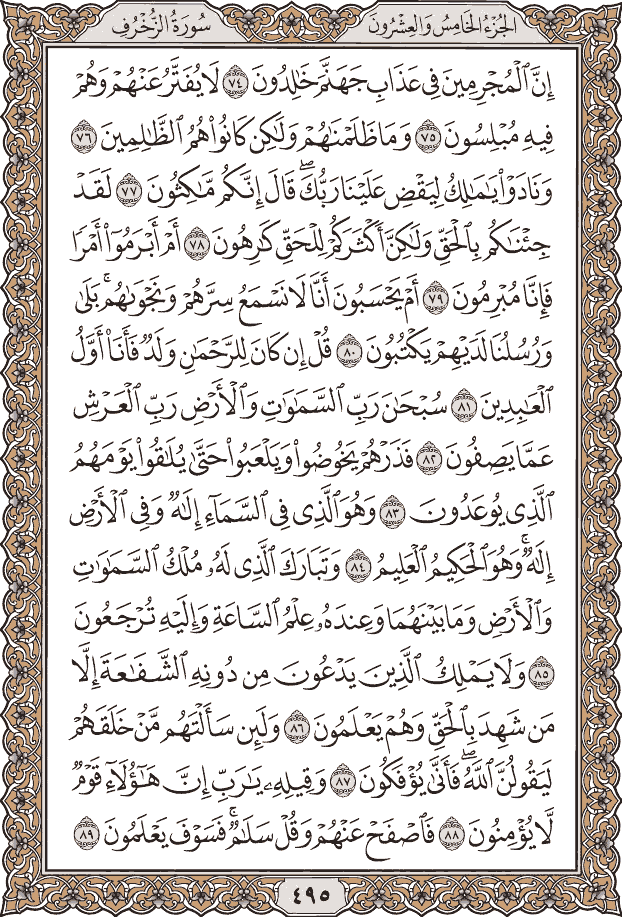 الجزء الخامس والعشرون
سورة الزخرف
إِنَّ ٱلْمُجْرِمِينَ فِى عَذَابِ جَهَنَّمَ خَـٰلِدُونَ ٧٤ لَا يُفَتَّرُ عَنْهُمْ وَهُمْ
فِيهِ مُبْلِسُونَ ٧٥ وَمَا ظَلَمْنَـٰهُمْ وَلَـٰكِن كَانُوا۟ هُمُ ٱلظَّـٰلِمِينَ ٧٦
وَنَادَوْا۟ يَـٰمَـٰلِكُ لِيَقْضِ عَلَيْنَا رَبُّكَ ۖ قَالَ إِنَّكُم مَّـٰكِثُونَ ٧٧ لَقَدْ
جِئْنَـٰكُم بِٱلْحَقِّ وَلَـٰكِنَّ أَكْثَرَكُمْ لِلْحَقِّ كَـٰرِهُونَ ٧٨ أَمْ أَبْرَمُوٓا۟ أَمْرًا
فَإِنَّا مُبْرِمُونَ ٧٩ أَمْ يَحْسَبُونَ أَنَّا لَا نَسْمَعُ سِرَّهُمْ وَنَجْوَىٰهُم ۚ بَلَىٰ
وَرُسُلُنَا لَدَيْهِمْ يَكْتُبُونَ ٨٠ قُلْ إِن كَانَ لِلرَّحْمَـٰنِ وَلَدٌ فَأَنَا۠ أَوَّلُ
ٱلْعَـٰبِدِينَ ٨١ سُبْحَـٰنَ رَبِّ ٱلسَّمَـٰوَٰتِ وَٱلْأَرْضِ رَبِّ ٱلْعَرْشِ
عَمَّا يَصِفُونَ ٨٢ فَذَرْهُمْ يَخُوضُوا۟ وَيَلْعَبُوا۟ حَتَّىٰ يُلَـٰقُوا۟ يَوْمَهُمُ
ٱلَّذِى يُوعَدُونَ ٨٣ وَهُوَ ٱلَّذِى فِى ٱلسَّمَآءِ إِلَـٰهٌ وَفِى ٱلْأَرْضِ
إِلَـٰهٌ ۚ وَهُوَ ٱلْحَكِيمُ ٱلْعَلِيمُ ٨٤ وَتَبَارَكَ ٱلَّذِى لَهُۥ مُلْكُ ٱلسَّمَـٰوَٰتِ
وَٱلْأَرْضِ وَمَا بَيْنَهُمَا وَعِندَهُۥ عِلْمُ ٱلسَّاعَةِ وَإِلَيْهِ تُرْجَعُونَ
٨٥ وَلَا يَمْلِكُ ٱلَّذِينَ يَدْعُونَ مِن دُونِهِ ٱلشَّفَـٰعَةَ إِلَّا
مَن شَهِدَ بِٱلْحَقِّ وَهُمْ يَعْلَمُونَ ٨٦ وَلَئِن سَأَلْتَهُم مَّنْ خَلَقَهُمْ
لَيَقُولُنَّ ٱللَّهُ ۖ فَأَنَّىٰ يُؤْفَكُونَ ٨٧ وَقِيلِهِۦ يَـٰرَبِّ إِنَّ هَـٰٓؤُلَآءِ قَوْمٌ
لَّا يُؤْمِنُونَ ٨٨ فَٱصْفَحْ عَنْهُمْ وَقُلْ سَلَـٰمٌ ۚ فَسَوْفَ يَعْلَمُونَ ٨٩
٤٩٥